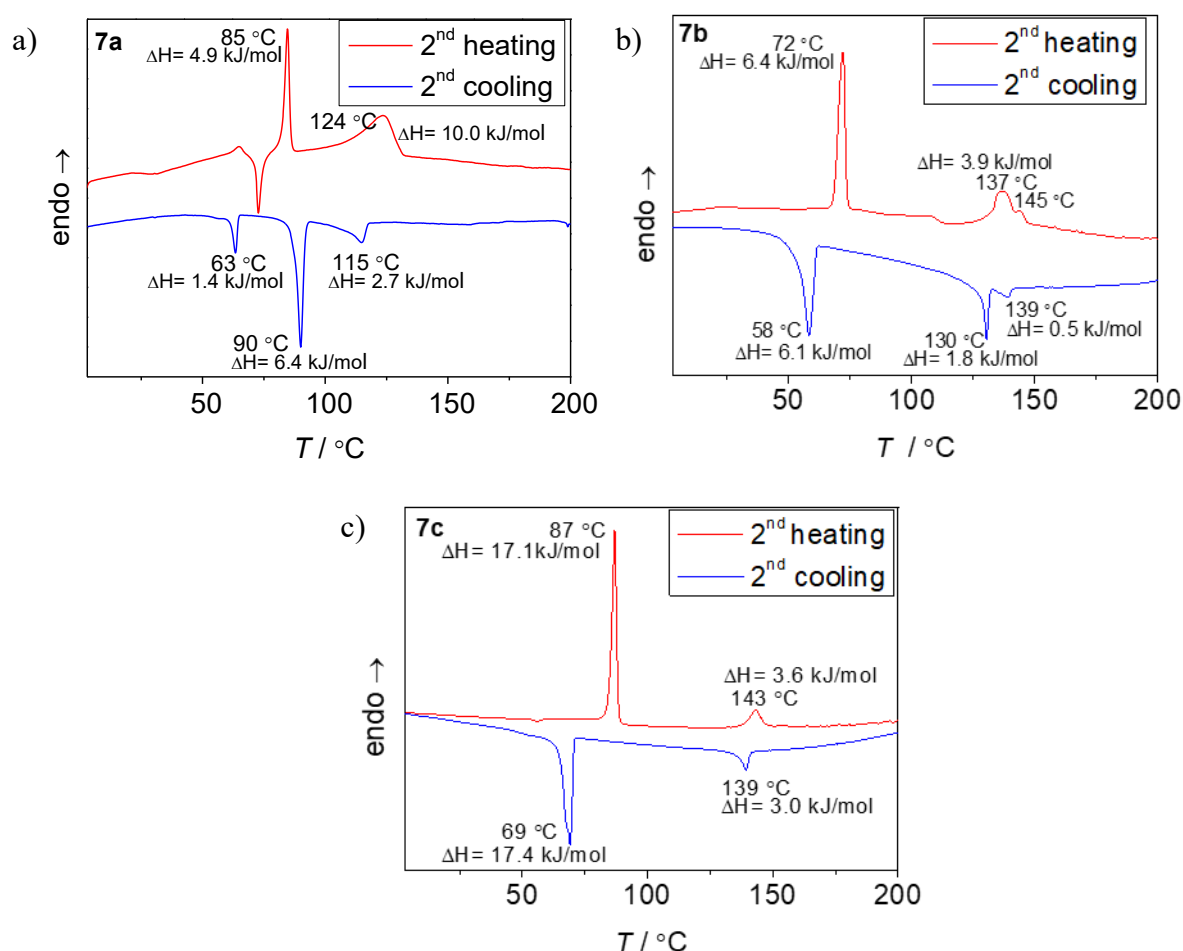 a)
7a
85 °C
ΔH= 4.9 kJ/mol
2nd heating
2nd cooling
124 °C
ΔH= 10.0 kJ/mol
63 °C
ΔH= 1.4 kJ/mol
115 °C
ΔH= 2.7 kJ/mol
90 °C
ΔH= 6.4 kJ/mol
endo →
50 100 150 200
T / °C
b)
7b
72 °C
ΔH= 6.4 kJ/mol
2nd heating
2nd cooling
ΔH= 3.9 kJ/mol
137 °C
145 °C
58 °C
ΔH= 6.1 kJ/mol
139 °C
ΔH= 0.5 kJ/mol
130 °C
ΔH= 1.8 kJ/mol
endo →
50 100 150 200
T / °C
c)
7c
87 °C
ΔH= 17.1kJ/mol
2nd heating
2nd cooling
ΔH= 3.6 kJ/mol
143 °C
139 °C
ΔH= 3.0 kJ/mol
69 °C
ΔH= 17.4 kJ/mol
endo →
50 100 150 200
T / °C